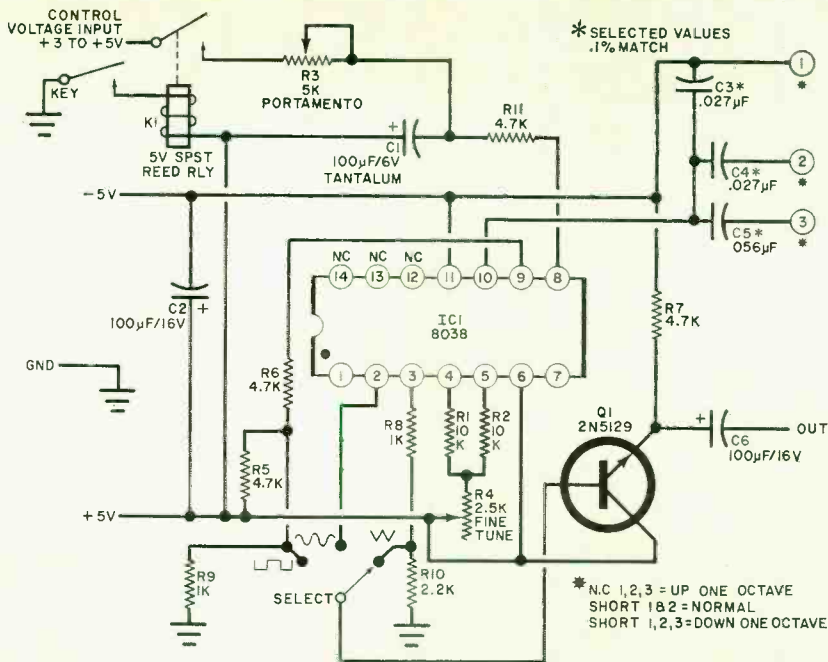 CONTROL
VOLTAGE INPUT
+3 TO +5V
KEY
K1
5V SPST
REED RLY
R3
5K
PORTAMENTO
+
C1
100µF/6V
TANTALUM
R11
4.7K
* SELECTED VALUES
.1% MATCH
C3*
.027µF
1
*
C4*
.027µF
2
*
C5*
.056µF
3
*
-5V
+
C2
100µF/16V
GND
+5V
NC NC NC
14 13 12 11 10 9 8
IC1
8038
1 2 3 4 5 6 7
R6
4.7K
R5
4.7K
R8
1K
R1
10
K
R2
10
K
R4
2.5K
FINE
TUNE
R7
4.7K
Q1
2N5129
+
C6
100µF/16V
OUT
R9
1K
SELECT
R10
2.2K
* N.C 1,2,3 = UP ONE OCTAVE
SHORT 1&2 = NORMAL
SHORT 1,2,3 = DOWN ONE OCTAVE